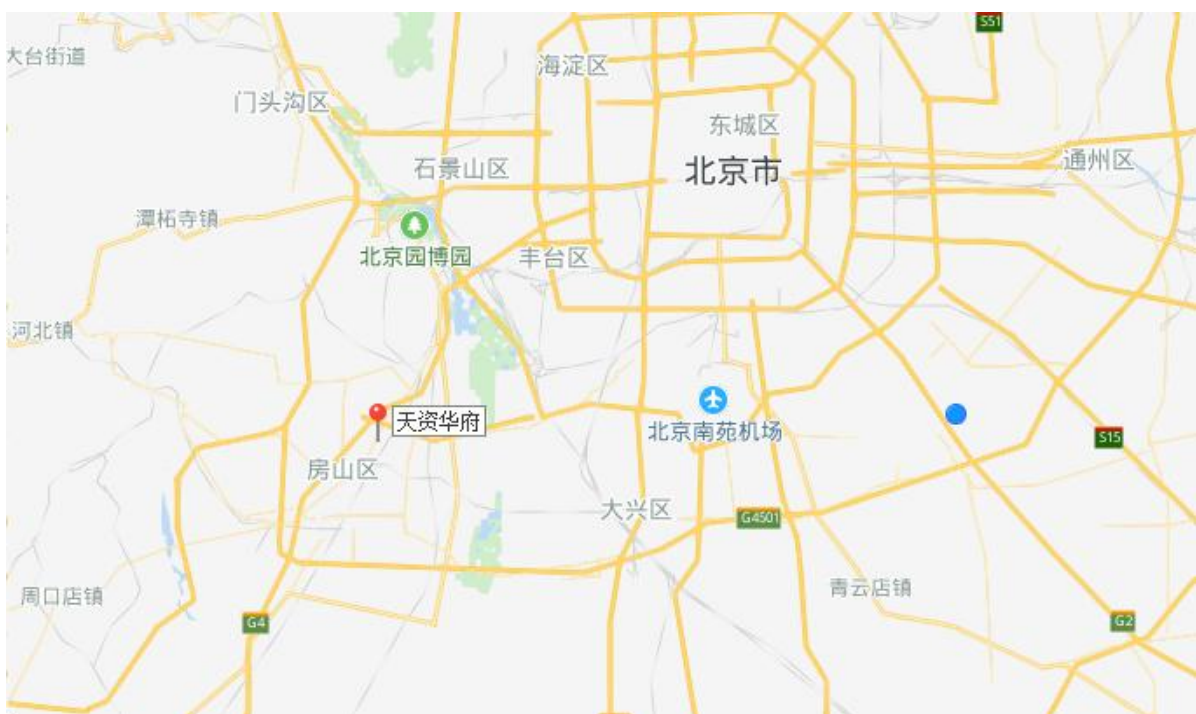 S51
大台街道
海淀区
门头沟区
东城区
北京市
通州区
石景山区
潭柘寺镇
北京园博园
丰台区
河北镇
天资华府
北京南苑机场
S15
房山区
大兴区
G4501
青云店镇
周口店镇
G4
G2